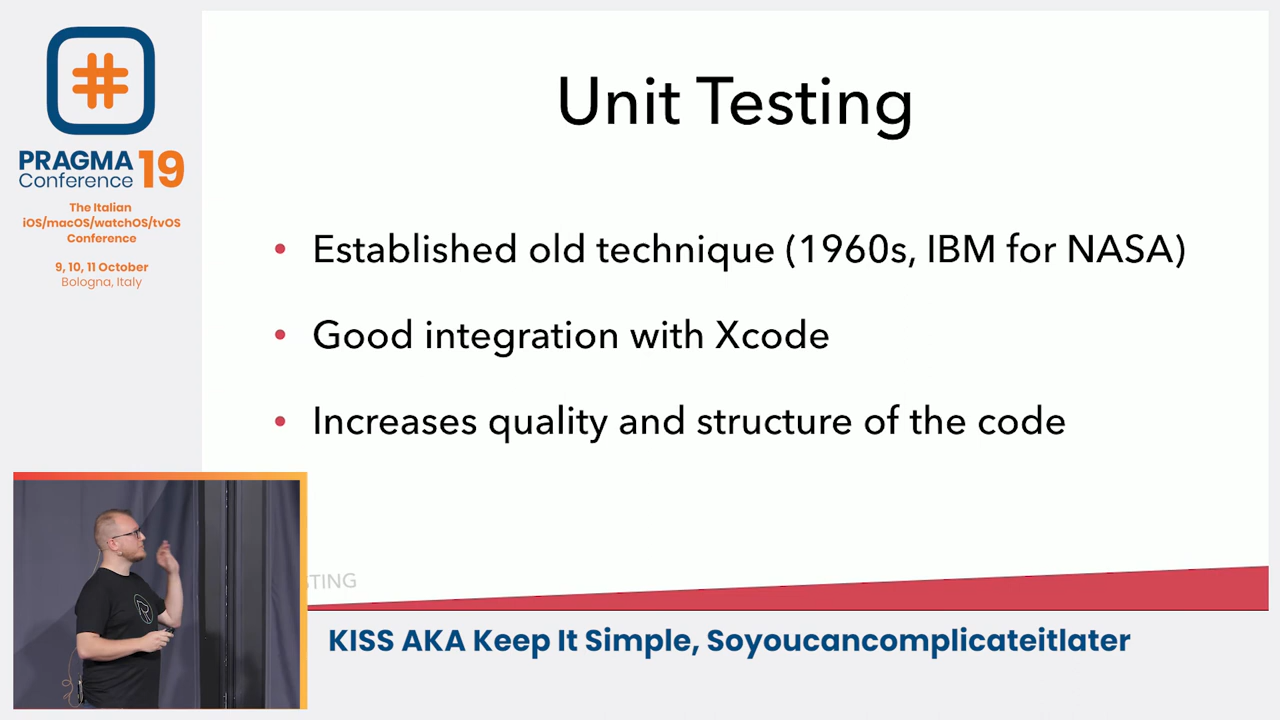 #
PRAGMA 19
Conference
The Italian
iOS/macOS/watchOS/tvOS
Conference
9, 10, 11 October
Bologna, Italy
Unit Testing
• Established old technique (1960s, IBM for NASA)
• Good integration with Xcode
• Increases quality and structure of the code
STING
KISS AKA Keep It Simple, Soyoucancomplicateitlater